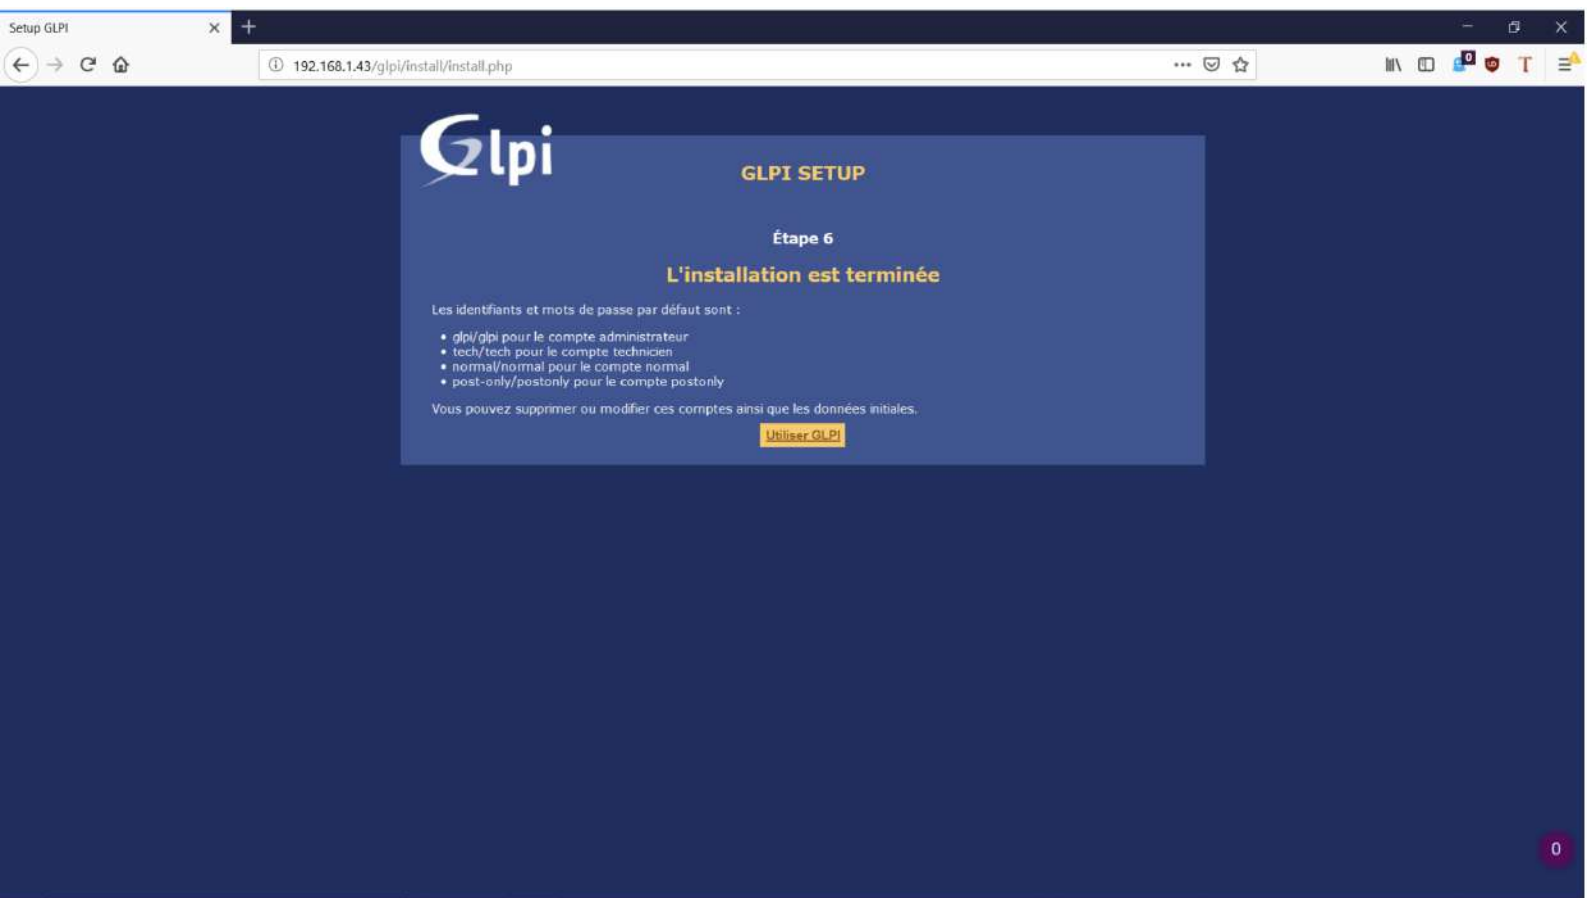 Setup GLPI
192.168.1.43/glpi/install/install.php
0
T
Glpi
GLPI SETUP
Étape 6
L'installation est terminée
Les identifiants et mots de passe par défaut sont :
• glpi/glpi pour le compte administrateur
• tech/tech pour le compte technicien
• normal/normal pour le compte normal
• post-only/postonly pour le compte postonly
Vous pouvez supprimer ou modifier ces comptes ainsi que les données initiales.
Utiliser GLPI
0